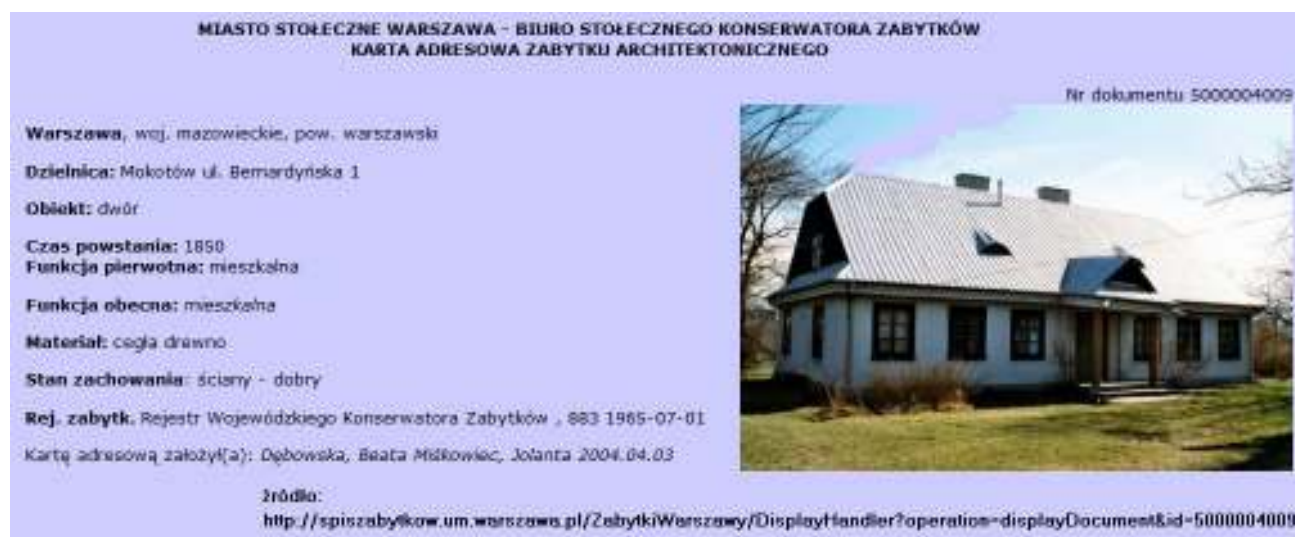 MIASTO STOŁECZNE WARSZAWA - BIURO STOŁECZNEGO KONSERWATORA ZABYTKÓW
KARTA ADRESOWA ZABYTKU ARCHITEKTONICZNEGO
Nr dokumentu 5000004009
Warszawa, woj. mazowieckie, pow. warszawski
Dzielnica: Mokotów ul. Bernardyńska 1
Obiekt: dwór
Czas powstania: 1850
Funkcja pierwotna: mieszkalna
Funkcja obecna: mieszkalna
Materiał: cegła drewno
Stan zachowania: ściany - dobry
Rej. zabytk. Rejestr Wojewódzkiego Konserwatora Zabytków , 883 1965-07-01
Kartę adresową założył(a): Dębowska, Beata Miśkowiec, Jolanta 2004.04.03
źródło:
http://spiszabytkow.um.warszawa.pl/ZabytkiWarszawy/DisplayHandler?operation=displayDocument&id=5000004009